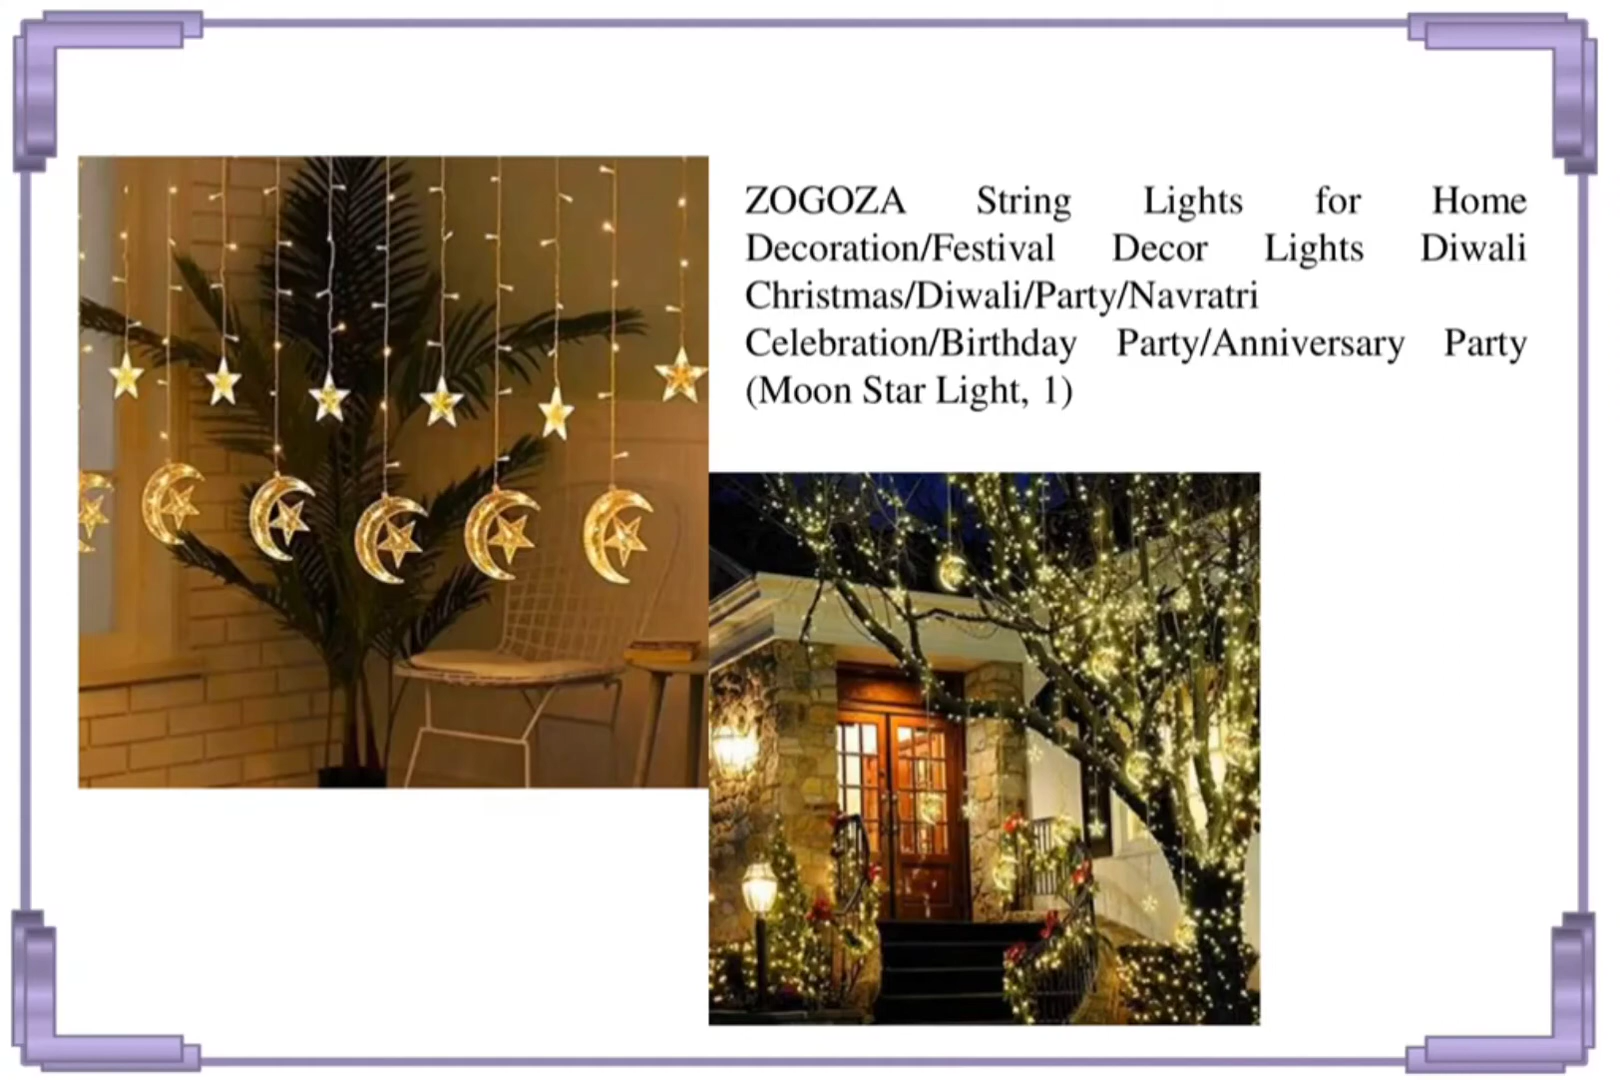 ZOGOZA String Lights for Home
Decoration/Festival Decor Lights Diwali
Christmas/Diwali/Party/Navratri
Celebration/Birthday Party/Anniversary Party
(Moon Star Light, 1)